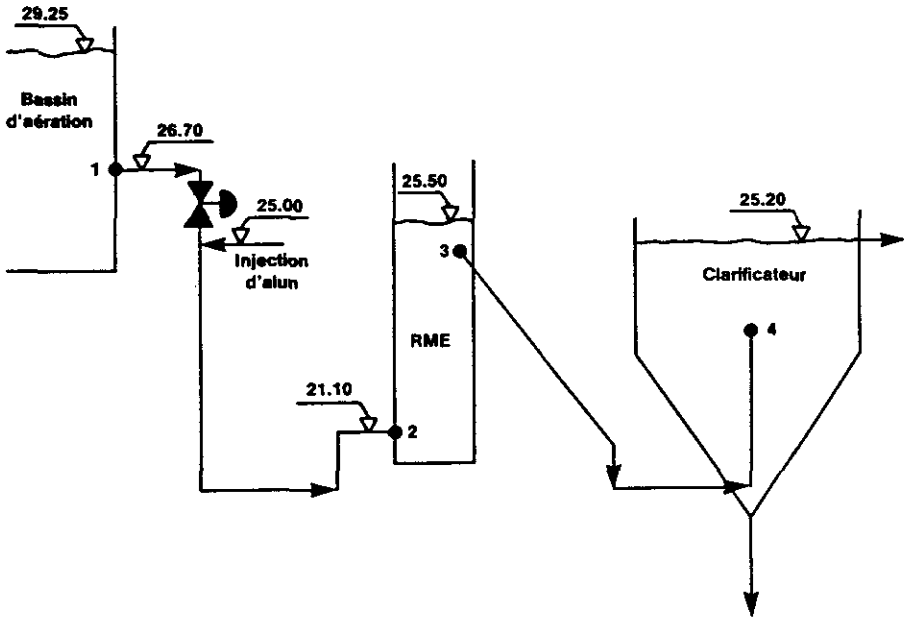 29.25
Bassin
d'aération
1
26.70
25.00
Injection
d'alun
25.50
3
RME
21.10
2
25.20
Clarificateur
4